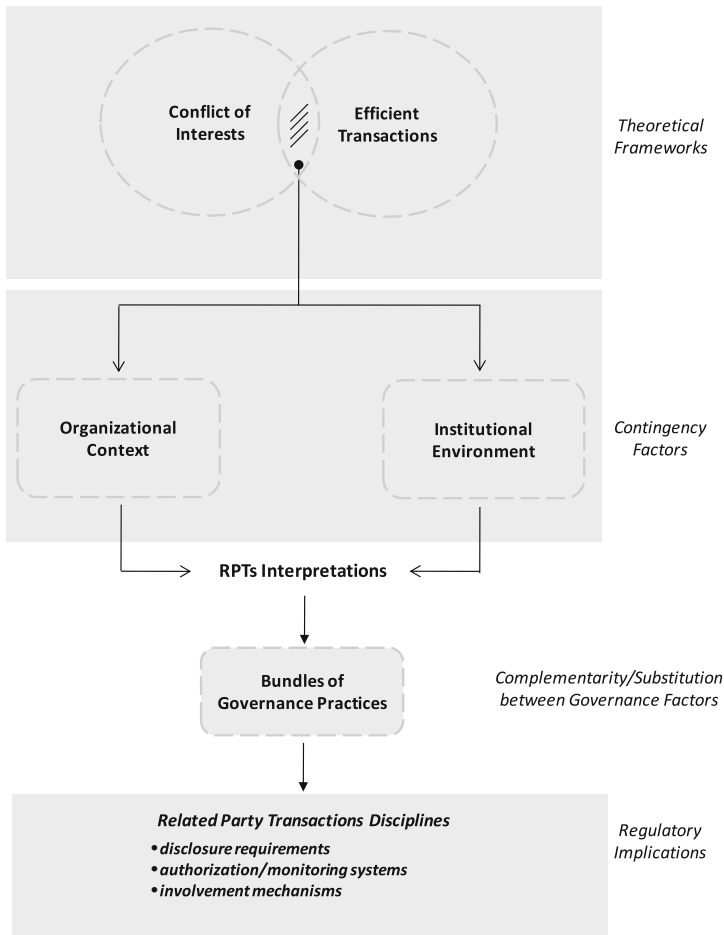 Conflict of
Interests
Efficient
Transactions
Theoretical
Frameworks
Organizational
Context
Institutional
Environment
Contingency
Factors
RPTs Interpretations
Bundles of
Governance Practices
Complementarity/Substitution
between Governance Factors
Related Party Transactions Disciplines
•disclosure requirements
•authorization/monitoring systems
•involvement mechanisms
Regulatory
Implications